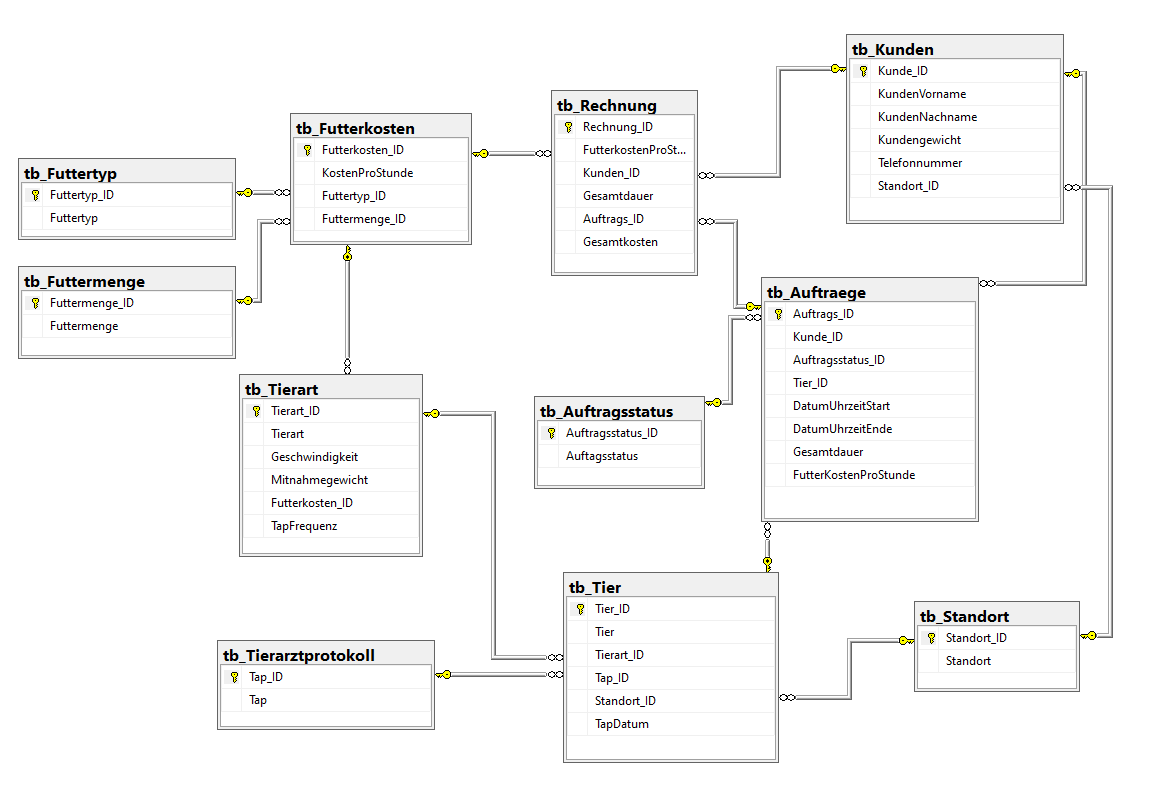 tb_Kunden
Kunde_ID
KundenVorname
KundenNachname
Kundengewicht
Telefonnummer
Standort_ID
tb_Rechnung
Rechnung_ID
FutterkostenProSt...
Kunden_ID
Gesamtdauer
Auftrags_ID
Gesamtkosten
tb_Futterkosten
Futterkosten_ID
KostenProStunde
Futtertyp_ID
Futtermenge_ID
tb_Futtertyp
Futtertyp_ID
Futtertyp
tb_Futtermenge
Futtermenge_ID
Futtermenge
tb_Auftraege
Auftrags_ID
Kunde_ID
Auftragsstatus_ID
Tier_ID
DatumUhrzeitStart
DatumUhrzeitEnde
Gesamtdauer
FutterKostenProStunde
tb_Tierart
Tierart_ID
Tierart
Geschwindigkeit
Mitnahmegewicht
Futterkosten_ID
TapFrequenz
tb_Auftragsstatus
Auftragsstatus_ID
Auftagsstatus
tb_Tier
Tier_ID
Tier
Tierart_ID
Tap_ID
Standort_ID
TapDatum
tb_Standort
Standort_ID
Standort
tb_Tierarztprotokoll
Tap_ID
Tap